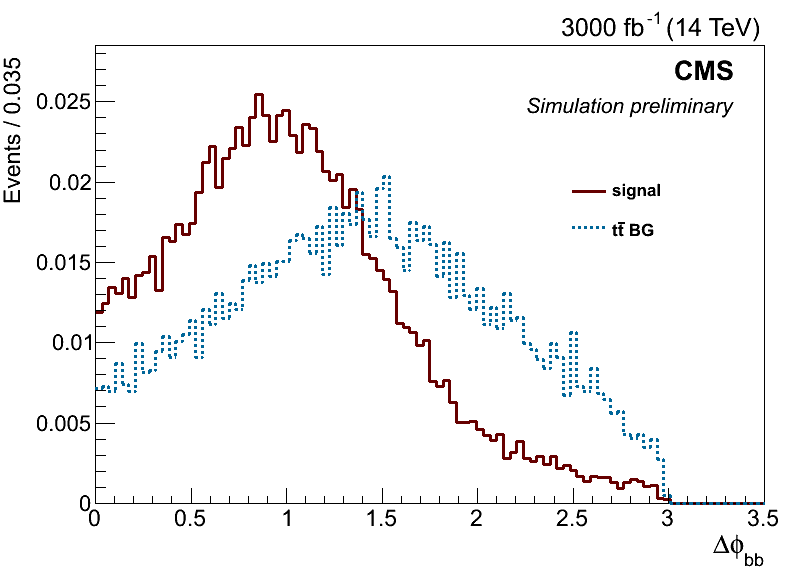 3000 fb⁻¹ (14 TeV)
Events / 0.035
CMS
Simulation preliminary
signal
tt̄ BG
0.025
0.02
0.015
0.01
0.005
0
0 0.5 1 1.5 2 2.5 3 3.5
Δϕbb